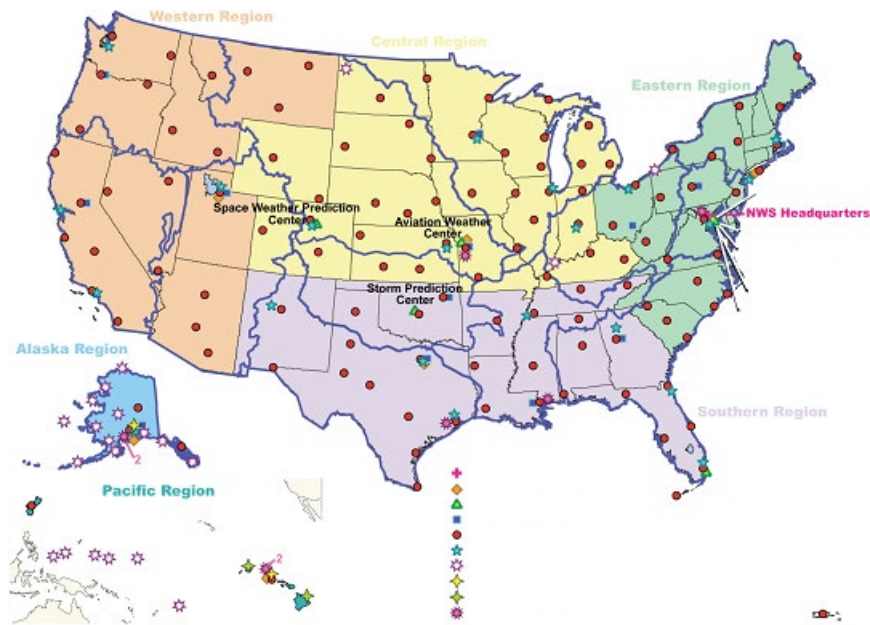 Western Region
Central Region
Eastern Region
Space Weather Prediction
Center
Aviation Weather
Center
NWS Headquarters
Storm Prediction
Center
Alaska Region
Southern Region
2
Pacific Region
2
M